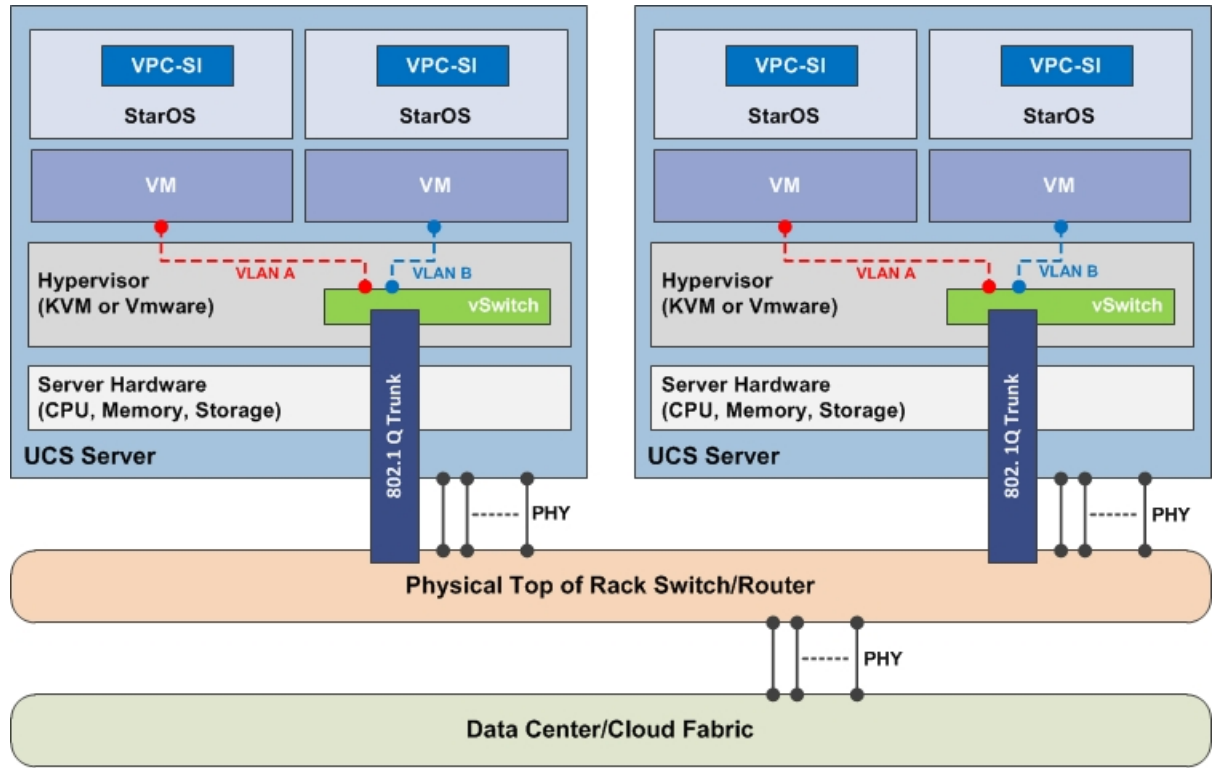 VPC-SI
StarOS
VPC-SI
StarOS
VM
VM
VLAN A
VLAN B
Hypervisor
(KVM or Vmware)
vSwitch
Server Hardware
(CPU, Memory, Storage)
802.1 Q Trunk
UCS Server
PHY
VPC-SI
StarOS
VPC-SI
StarOS
VM
VM
VLAN A
VLAN B
Hypervisor
(KVM or Vmware)
vSwitch
Server Hardware
(CPU, Memory, Storage)
802. 1Q Trunk
UCS Server
PHY
Physical Top of Rack Switch/Router
PHY
Data Center/Cloud Fabric